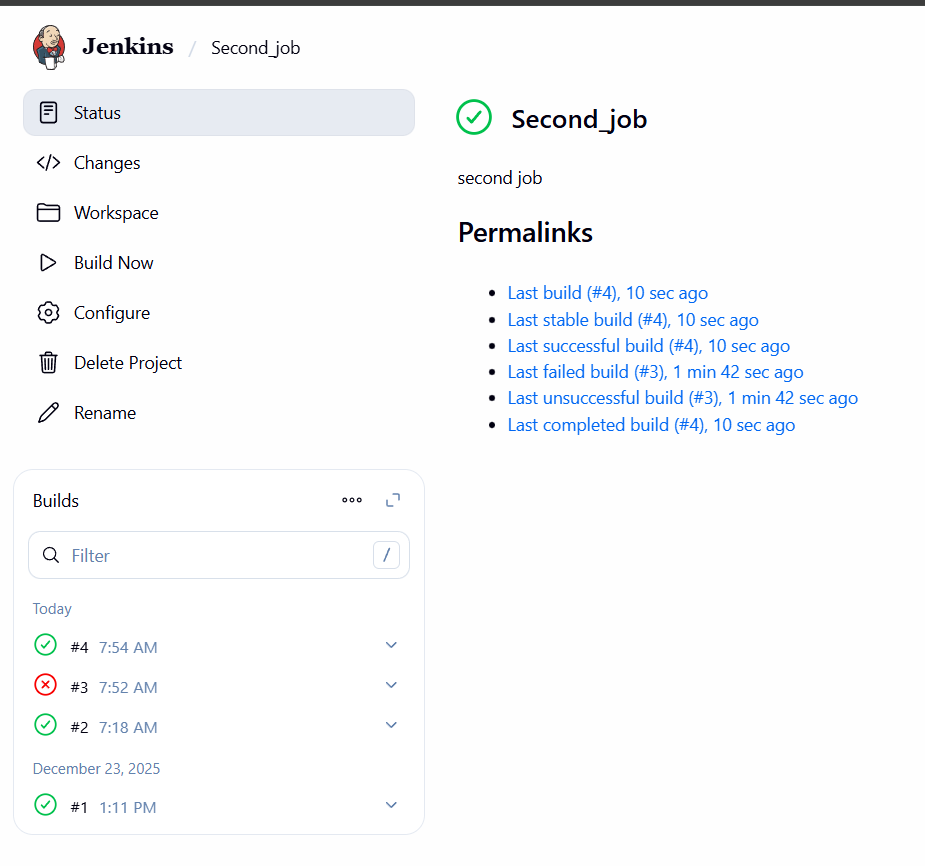 Jenkins / Second_job
Status
Changes
Workspace
Build Now
Configure
Delete Project
Rename
Second_job
second job
Permalinks
Last build (#4), 10 sec ago
Last stable build (#4), 10 sec ago
Last successful build (#4), 10 sec ago
Last failed build (#3), 1 min 42 sec ago
Last unsuccessful build (#3), 1 min 42 sec ago
Last completed build (#4), 10 sec ago
Builds
Filter /
Today
#4 7:54 AM
#3 7:52 AM
#2 7:18 AM
December 23, 2025
#1 1:11 PM